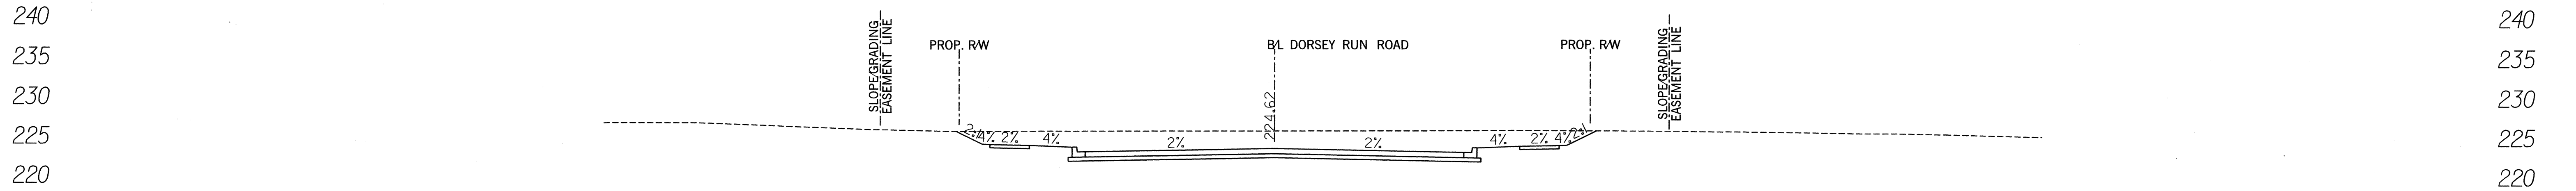 240
235
230
225
220
SLOPE/GRADING
EASEMENT LINE
PROP. R/W
B/L DORSEY RUN ROAD
224.62
PROP. R/W
SLOPE/GRADING
EASEMENT LINE
2:1
4% 2% 4% 2% 2% 4% 2% 4%
2:1
240
235
230
225
220